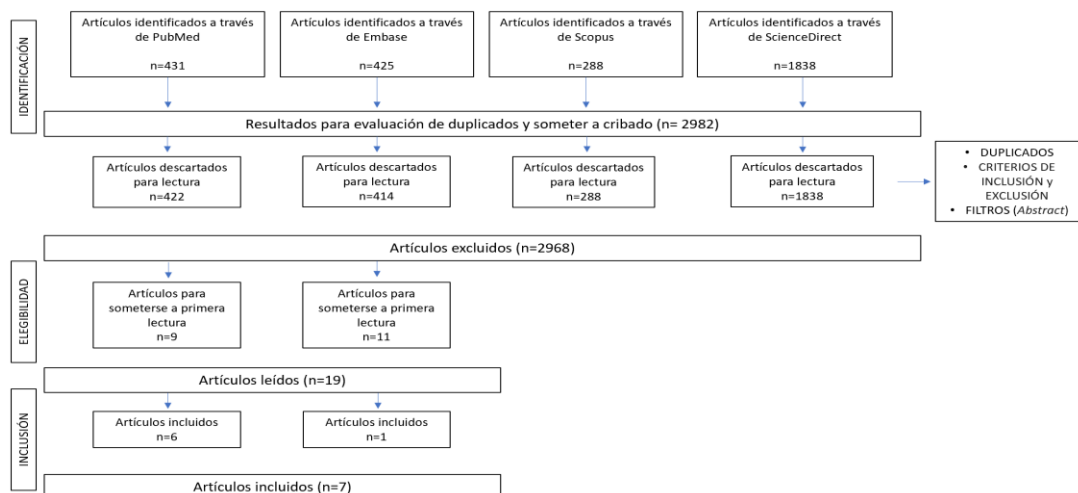 IDENTIFICACIÓN
Artículos identificados a través
de PubMed
n=431
Artículos identificados a través
de Embase
n=425
Artículos identificados a través
de Scopus
n=288
Artículos identificados a través
de ScienceDirect
n=1838
Resultados para evaluación de duplicados y someter a cribado (n= 2982)
Artículos descartados
para lectura
n=422
Artículos descartados
para lectura
n=414
Artículos descartados
para lectura
n=288
Artículos descartados
para lectura
n=1838
• DUPLICADOS
• CRITERIOS DE
INCLUSIÓN y
EXCLUSIÓN
• FILTROS (Abstract)
Artículos excluidos (n=2968)
ELEGIBILIDAD
Artículos para
someterse a primera
lectura
n=9
Artículos para
someterse a primera
lectura
n=11
Artículos leídos (n=19)
INCLUSIÓN
Artículos incluidos
n=6
Artículos incluidos
n=1
Artículos incluidos (n=7)